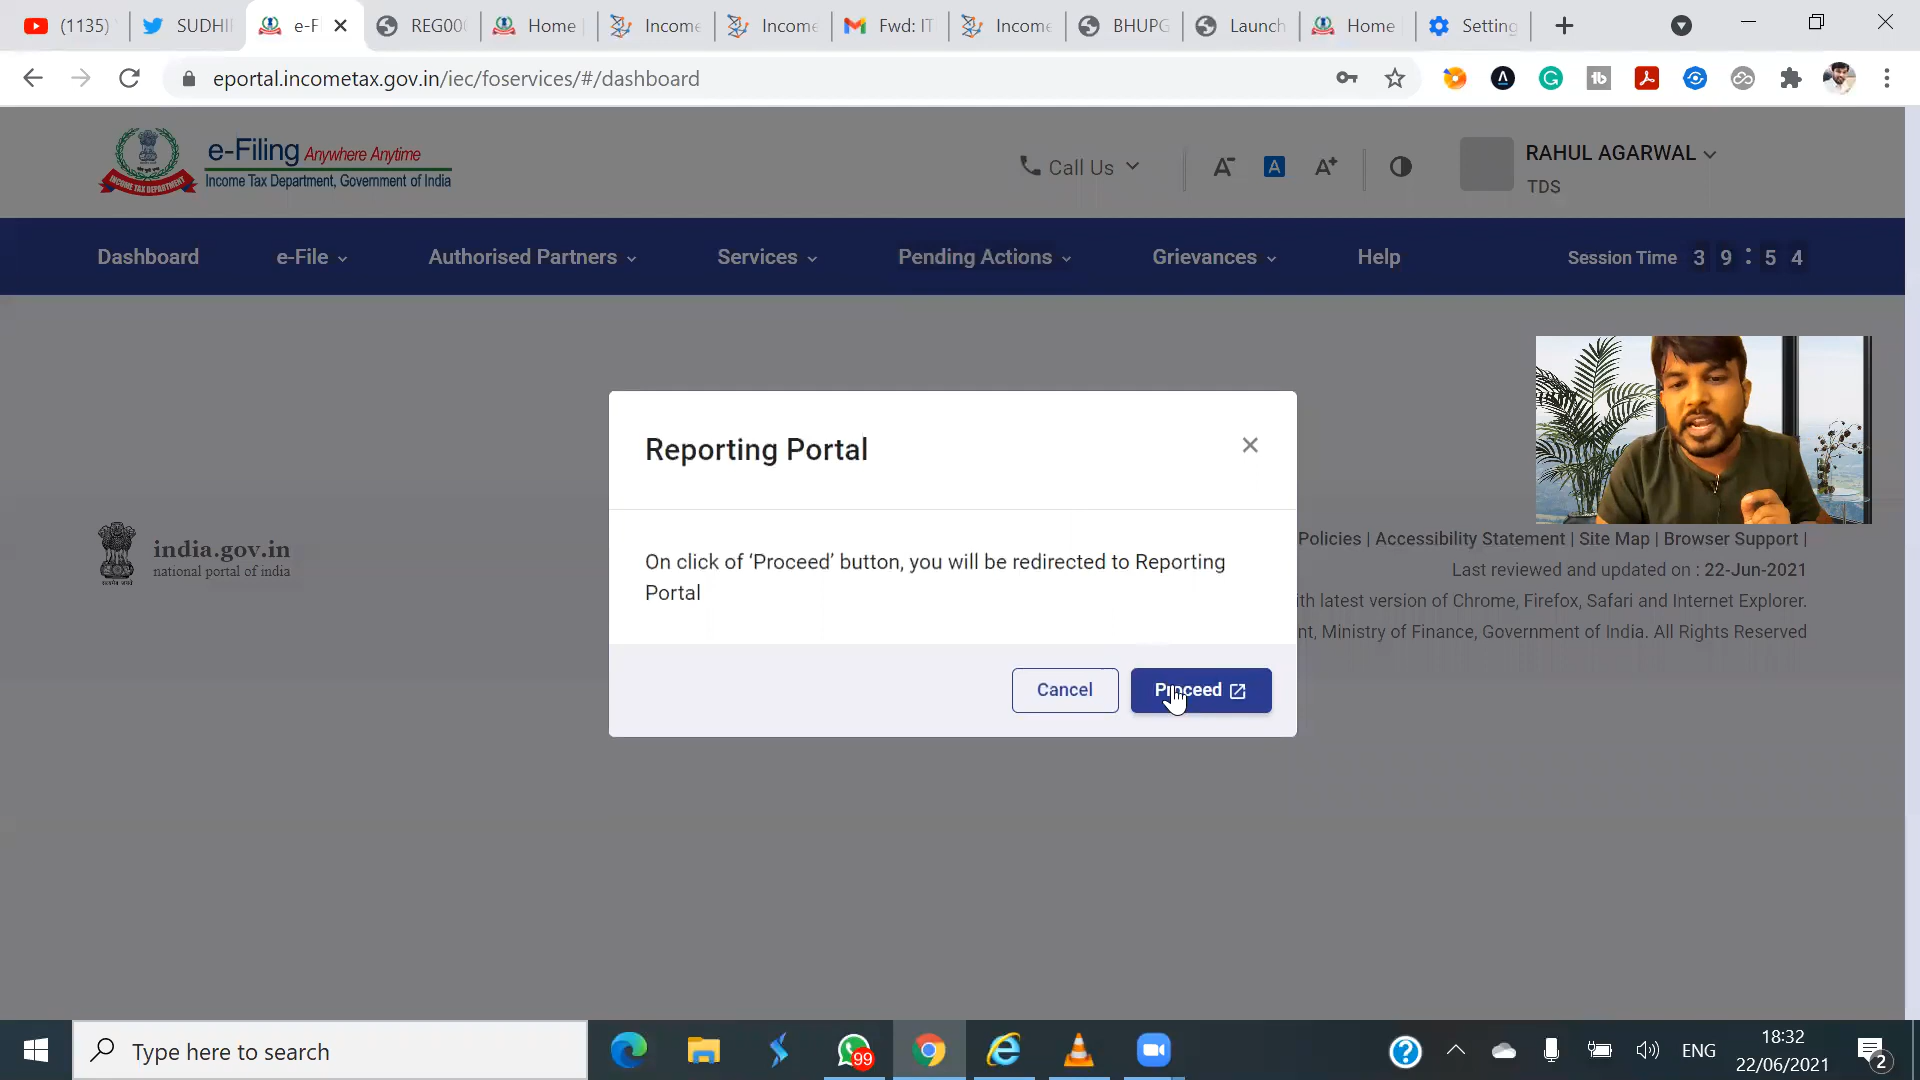 (1135)
SUDHI
e-F
REG00
Home
Income
Income
Fwd: IT
Income
BHUPG
Launch
Home
Setting
eportal.incometax.gov.in/iec/foservices/#/dashboard
e-Filing Anywhere Anytime
Income Tax Department, Government of India
INCOME TAX DEPARTMENT
Call Us
A-
A
A+
RAHUL AGARWAL
TDS
Dashboard
e-File
Authorised Partners
Services
Pending Actions
Grievances
Help
Session Time 3 9 : 5 4
Reporting Portal
On click of ‘Proceed’ button, you will be redirected to Reporting
Portal
Cancel
Proceed
india.gov.in
national portal of india
Policies | Accessibility Statement | Site Map | Browser Support |
Last reviewed and updated on : 22-Jun-2021
ith latest version of Chrome, Firefox, Safari and Internet Explorer.
nt, Ministry of Finance, Government of India. All Rights Reserved
Type here to search
99
ENG
18:32
22/06/2021
2